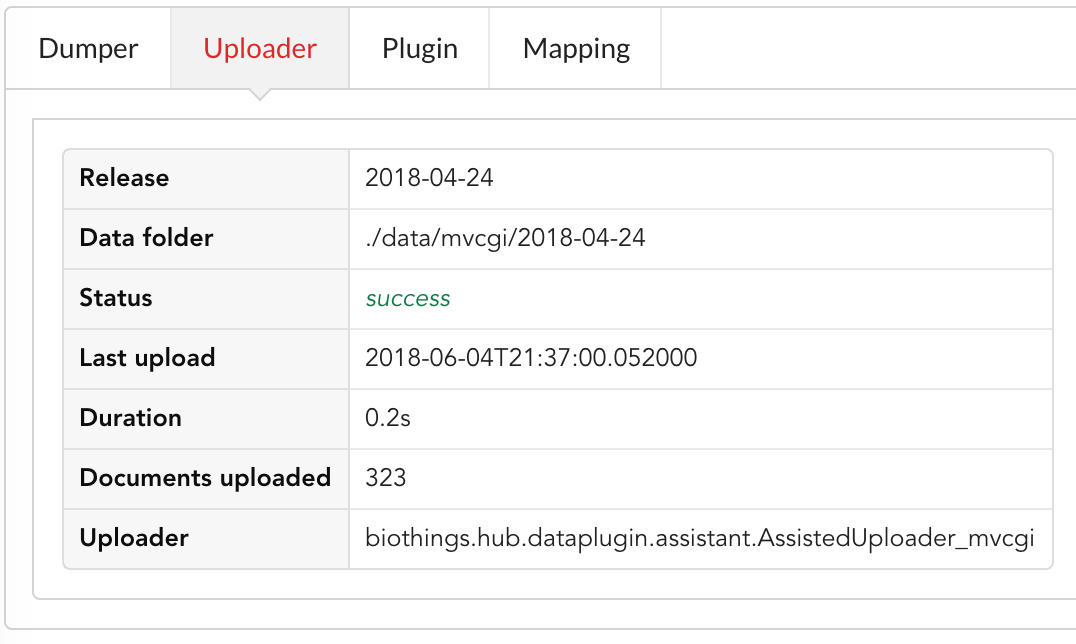 Dumper Uploader Plugin Mapping
Release 2018-04-24
Data folder ./data/mvcgi/2018-04-24
Status success
Last upload 2018-06-04T21:37:00.052000
Duration 0.2s
Documents uploaded 323
Uploader biothings.hub.dataplugin.assistant.AssistedUploader_mvcgi